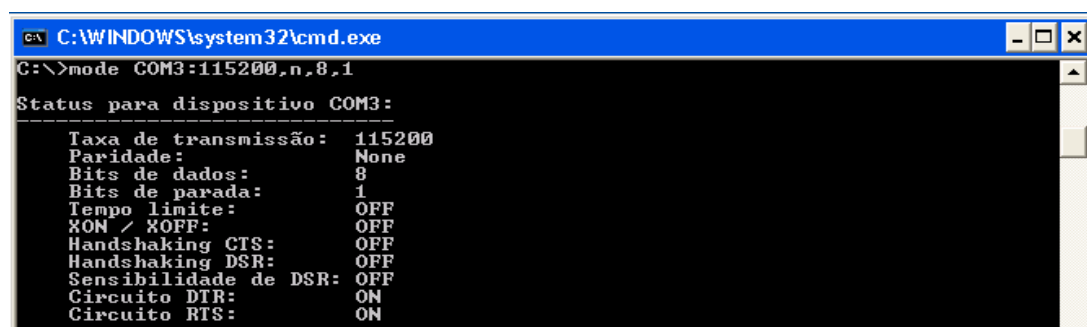 C:\WINDOWS\system32\cmd.exe
C:\>mode COM3:115200,n,8,1
Status para dispositivo COM3:
-----------------------------
Taxa de transmissão: 115200
Paridade: None
Bits de dados: 8
Bits de parada: 1
Tempo limite: OFF
XON / XOFF: OFF
Handshaking CTS: OFF
Handshaking DSR: OFF
Sensibilidade de DSR: OFF
Circuito DTR: ON
Circuito RTS: ON